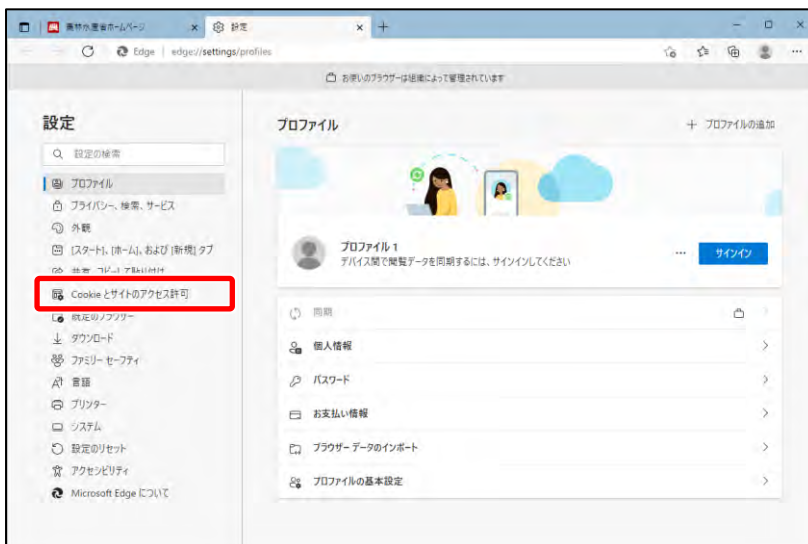 農林水産省ホームページ
設定
Edge edge://settings/profiles
お使いのブラウザーは組織によって管理されています
設定
設定の検索
プロファイル
プライバシー、検索、サービス
外観
[スタート]、[ホーム]、および [新規] タブ
共有、コピーして貼り付け
Cookie とサイトのアクセス許可
既定のブラウザー
ダウンロード
ファミリー セーフティ
言語
プリンター
システム
設定のリセット
アクセシビリティ
Microsoft Edge について
プロファイル
プロファイルの追加
プロファイル 1
デバイス間で閲覧データを同期するには、サインインしてください
サインイン
同期
個人情報
パスワード
お支払い情報
ブラウザー データのインポート
プロファイルの基本設定